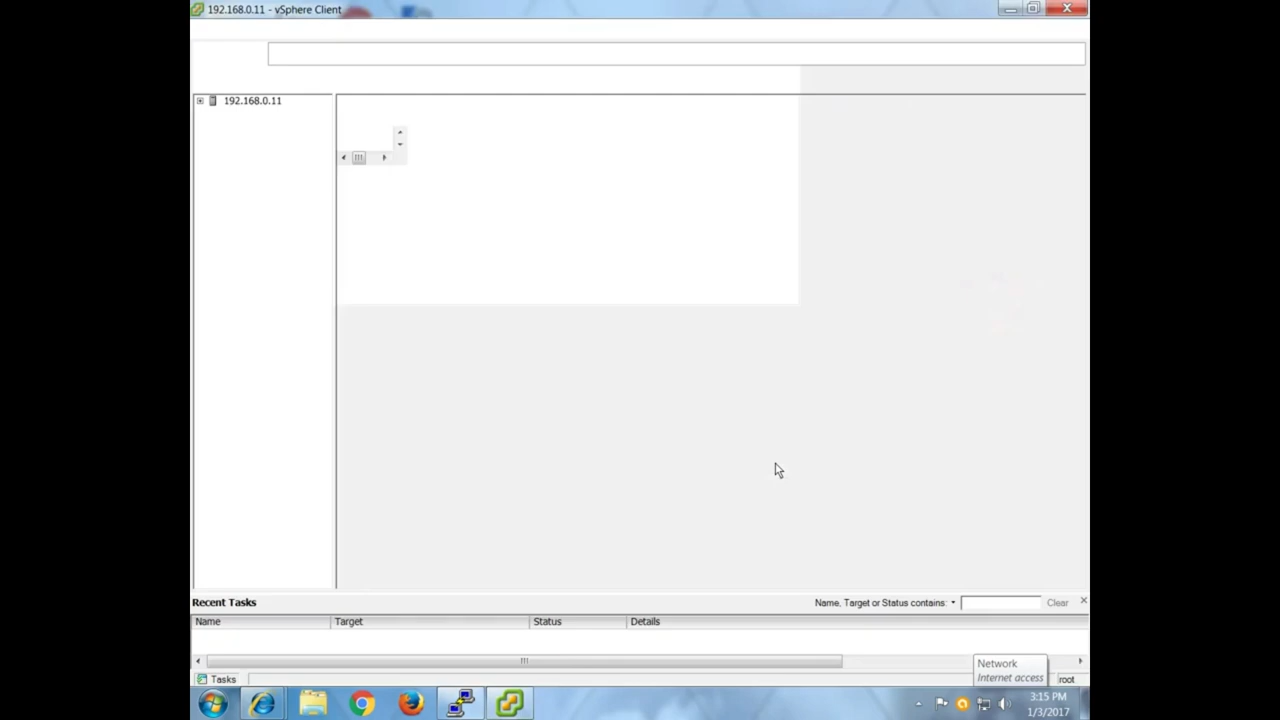 192.168.0.11 - vSphere Client
192.168.0.11
Recent Tasks
Name, Target or Status contains:
Clear
Name
Target
Status
Details
Network
Internet access
Tasks
root
3:15 PM
1/3/2017